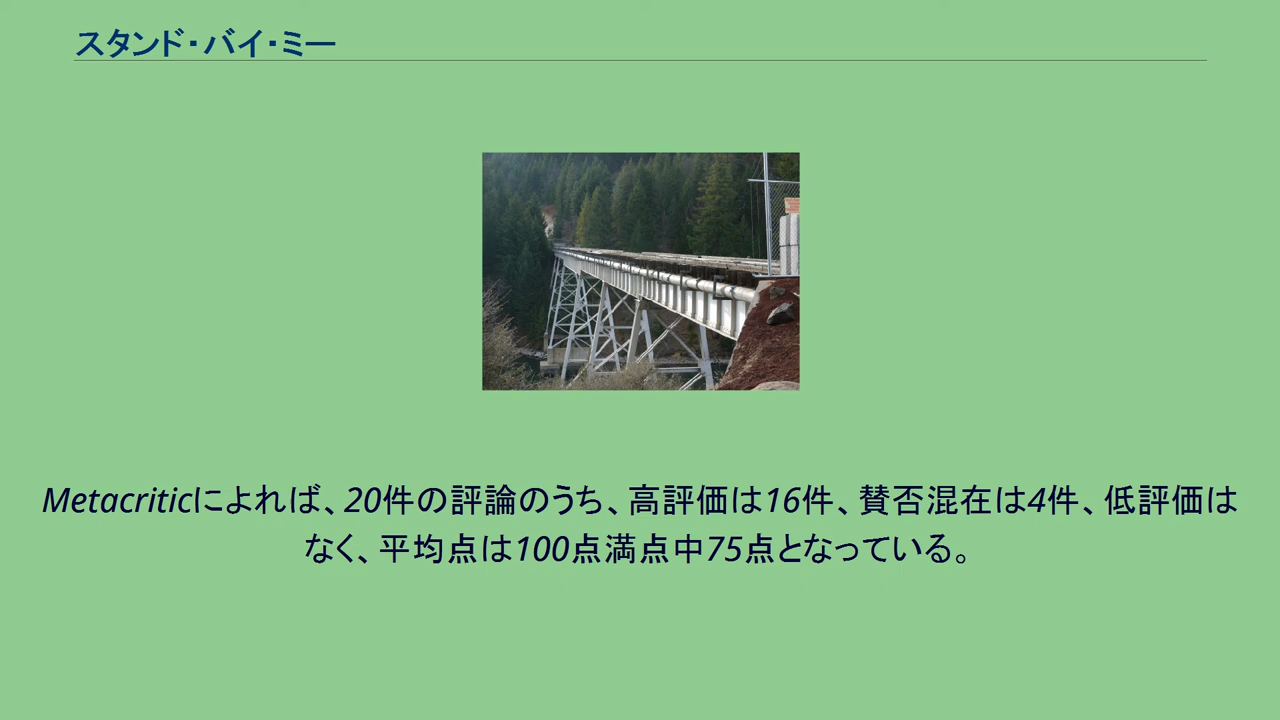 スタンド・バイ・ミー
Metacriticによれば、20件の評論のうち、高評価は16件、賛否混在は4件、低評価は
なく、平均点は100点満点中75点となっている。